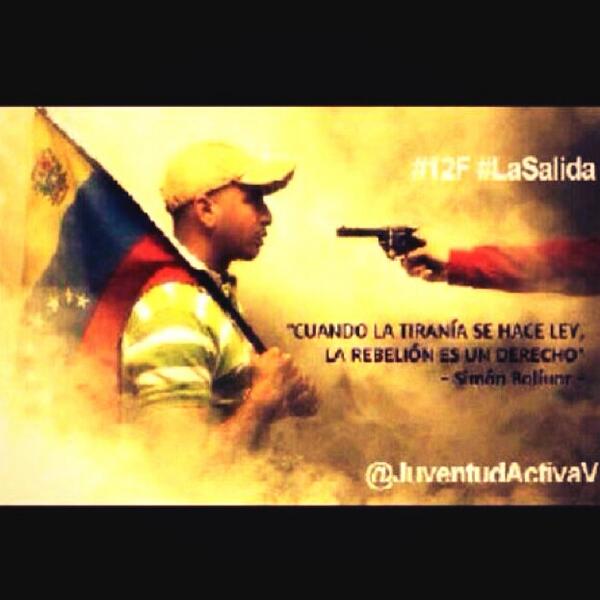 #12F #LaSalida
"CUANDO LA TIRANÍA SE HACE LEY,
LA REBELIÓN ES UN DERECHO"
- Simón Bolívar -
@JuventudActivaV